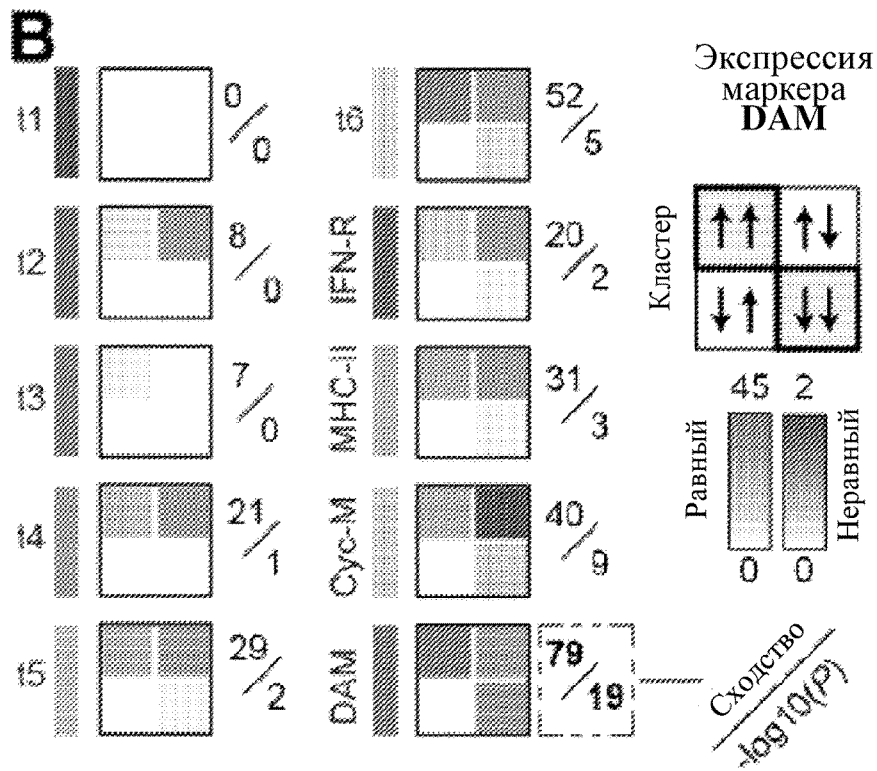 B
t1
0/0
t2
8/0
t3
7/0
t4
21/1
t5
29/2
t6
52/5
IFN-R
20/2
MHC-II
31/3
Cyc-M
40/9
DAM
79/19
Экспрессия
маркера
DAM
Кластер
↑↑ ↑↓
↓↑ ↓↓
45 2
Равный
Неравный
0 0
Сходство
-log10(P)